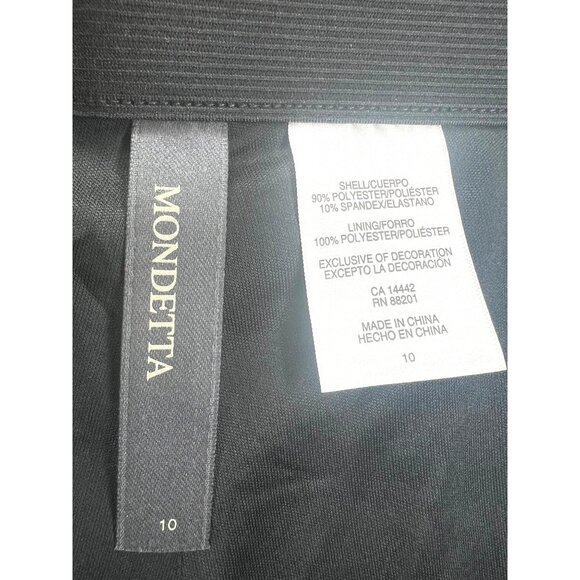 MONDETTA
10
SHELL/CUERPO
90% POLYESTER/POLIÉSTER
10% SPANDEX/ELASTANO
LINING/FORRO
100% POLYESTER/POLIÉSTER
EXCLUSIVE OF DECORATION
EXCEPTO LA DECORACIÓN
CA 14442
RN 88201
MADE IN CHINA
HECHO EN CHINA
10